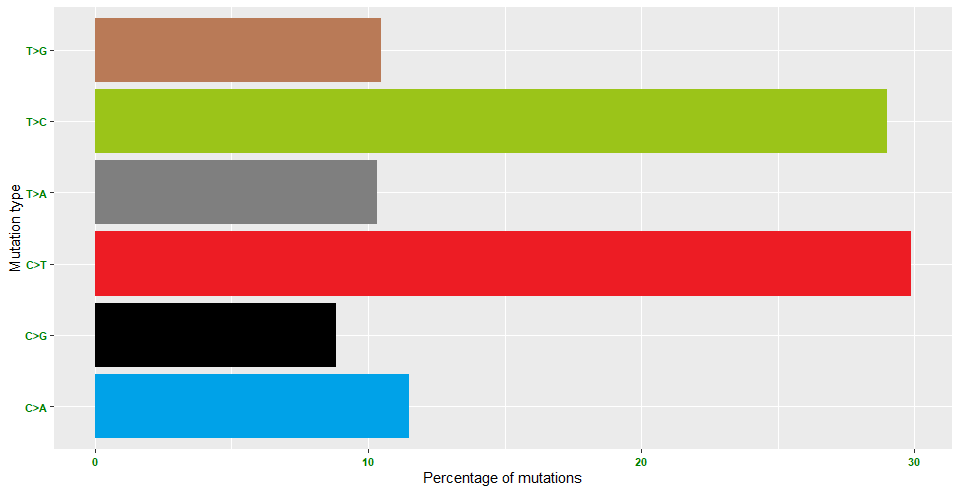 T>G
T>C
T>A
C>T
C>G
C>A
Mutation type
0 10 20 30
Percentage of mutations